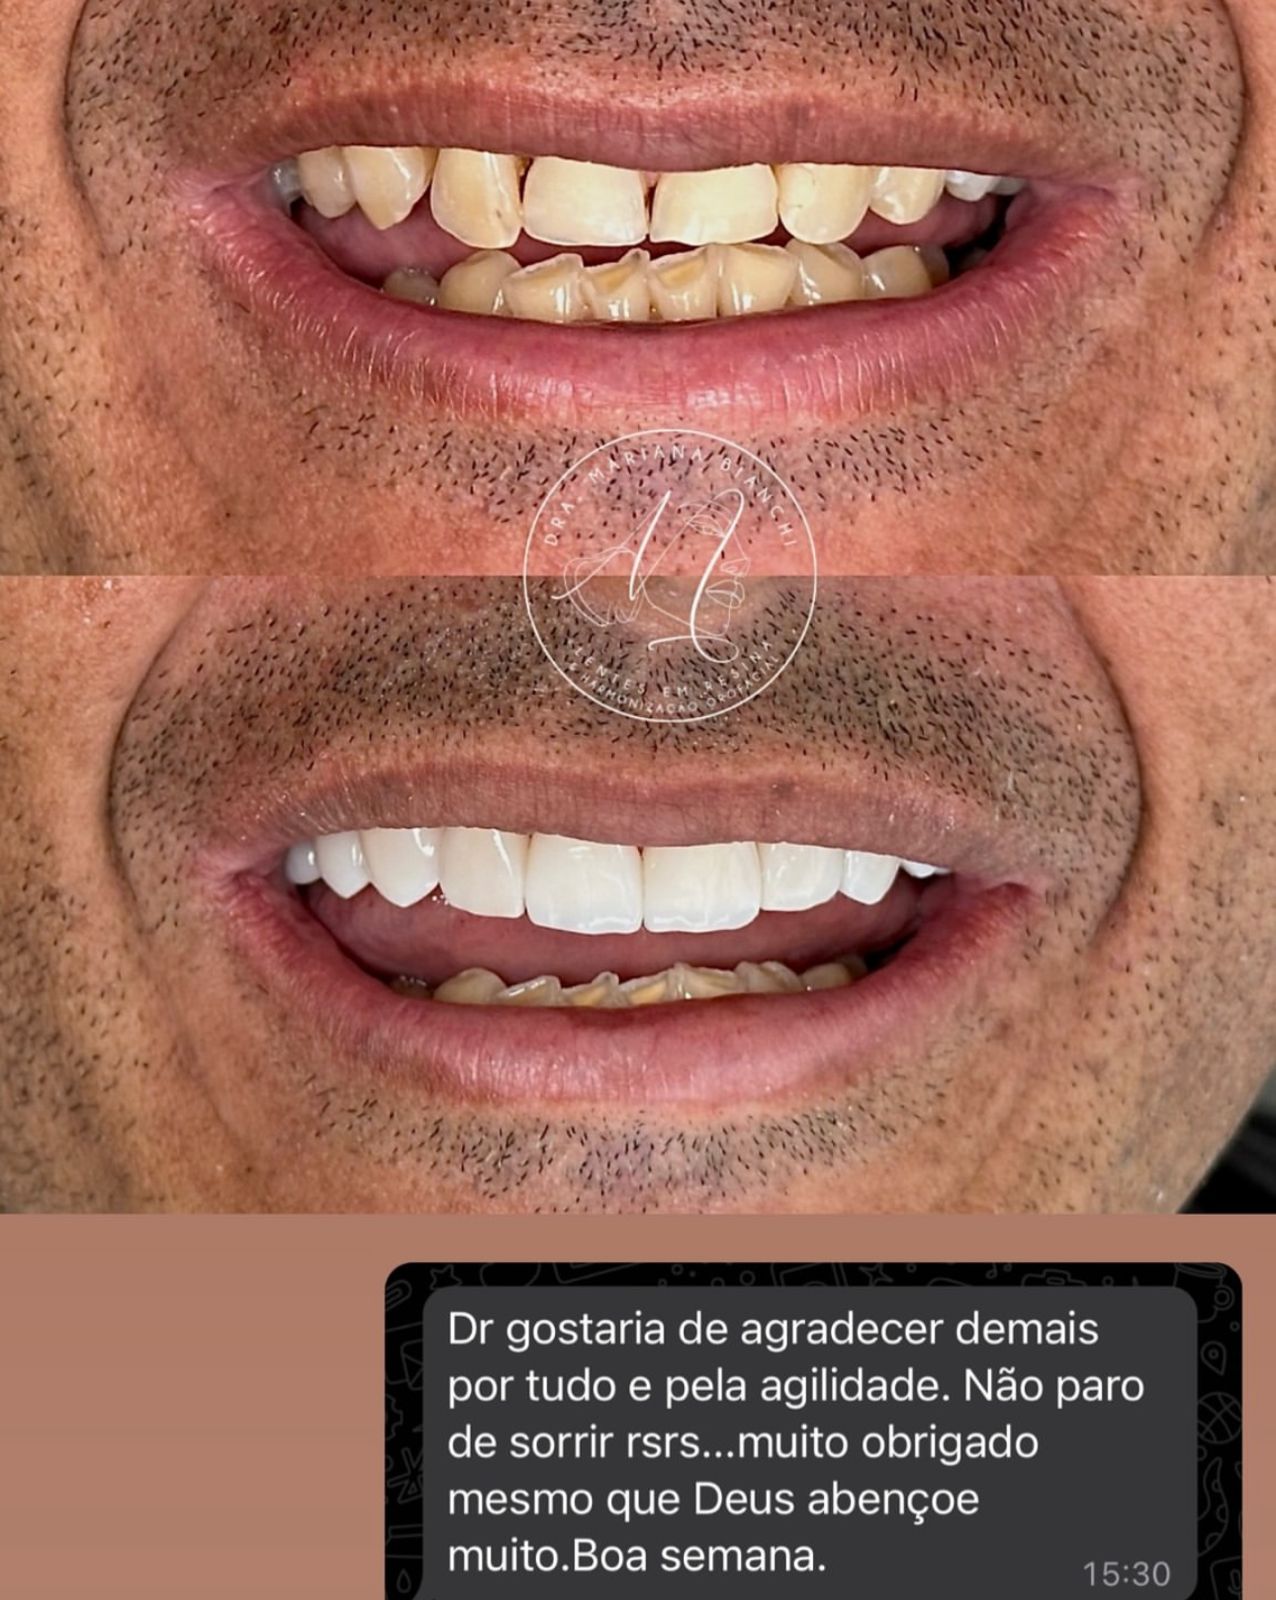 DRA. MARIANA BIANCHI
LENTES EM RESINA
& HARMONIZAÇÃO OROFACIAL
Dr gostaria de agradecer demais
por tudo e pela agilidade. Não paro
de sorrir rsrs...muito obrigado
mesmo que Deus abençoe
muito.Boa semana.
15:30